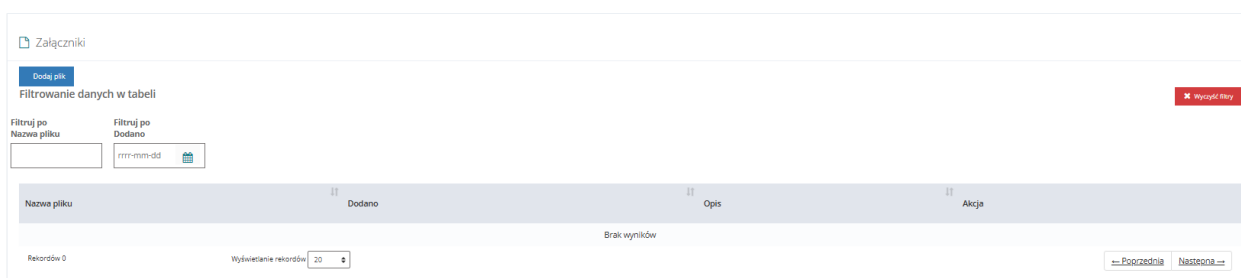 Załączniki
Dodaj plik
Filtrowanie danych w tabeli
Wyczyść filtry
Filtruj po
Nazwa pliku
Filtruj po
Dodano
rrrr-mm-dd
Nazwa pliku Dodano Opis Akcja
Brak wyników
Rekordów 0 Wyświetlanie rekordów 20 ← Poprzednia Następna →